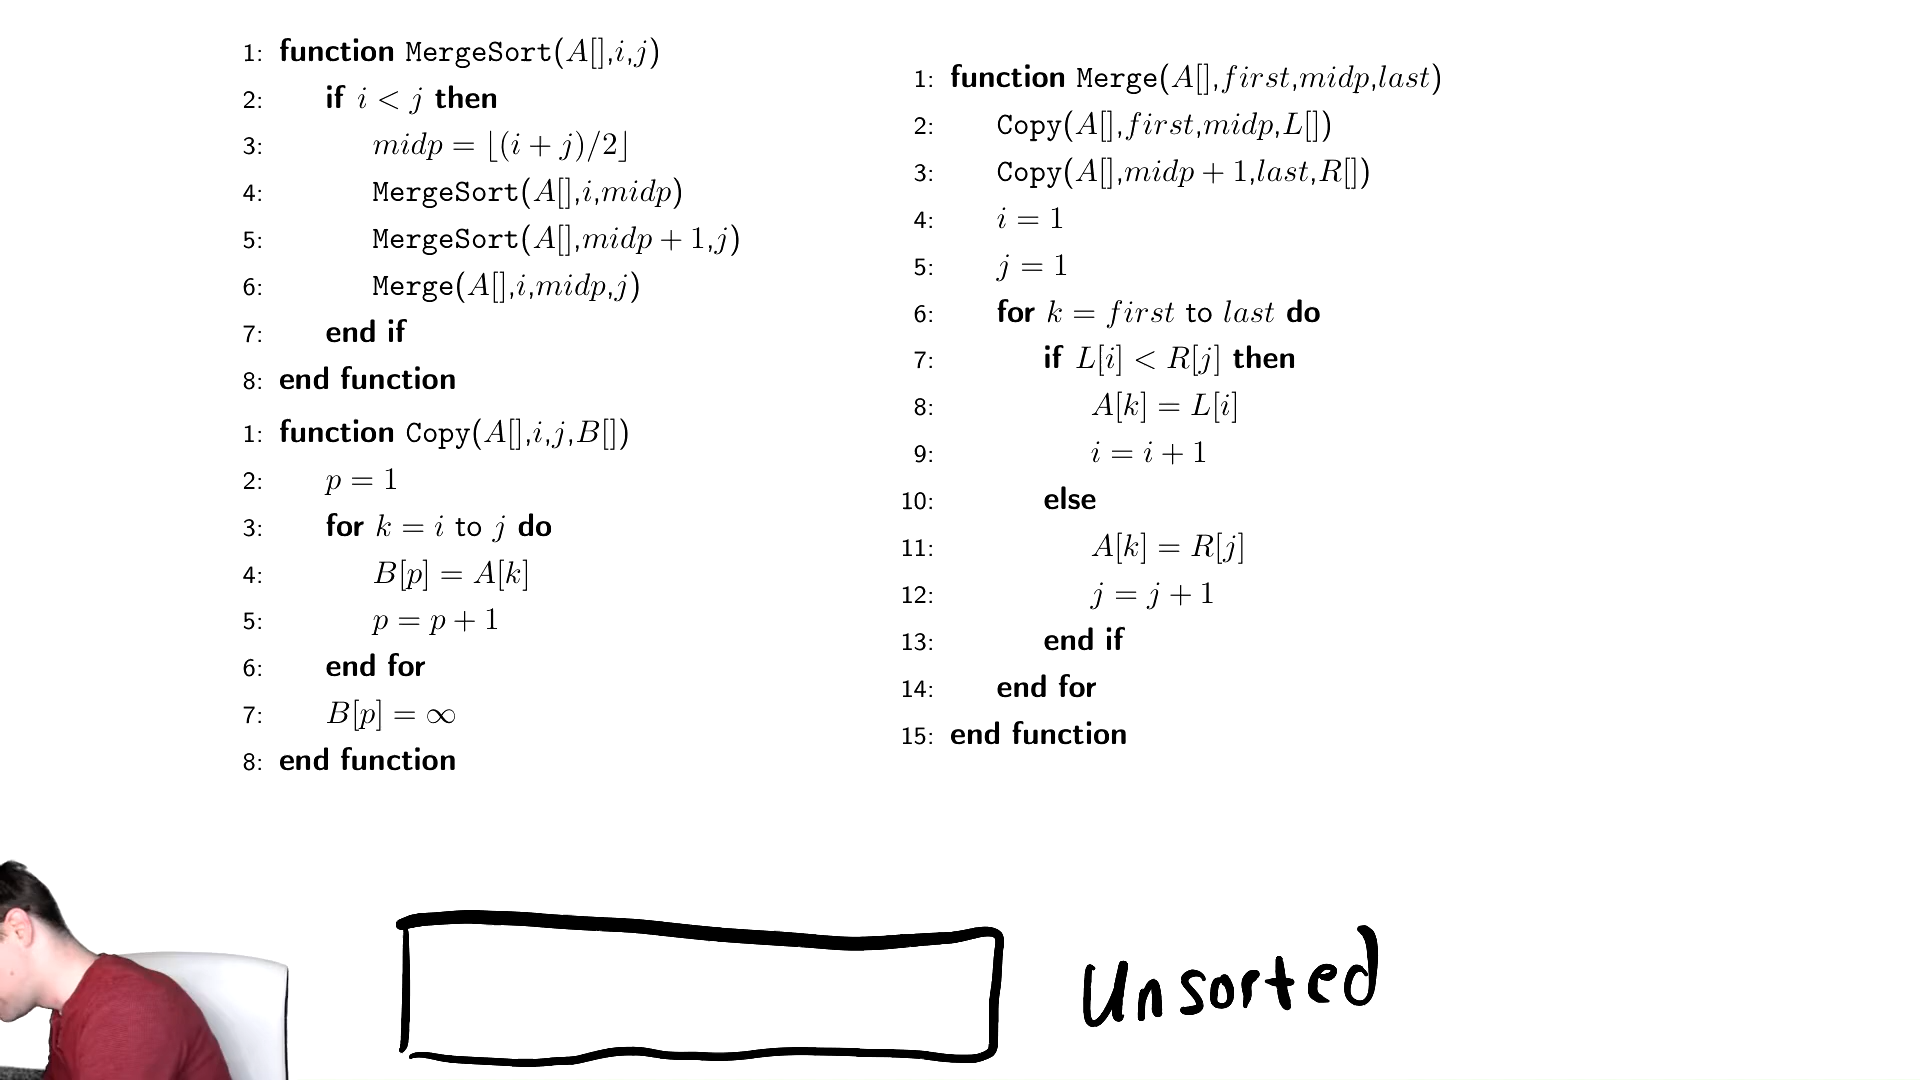 1: function MergeSort(A[],i,j)
2: if i < j then
3: midp = ⌊(i + j)/2⌋
4: MergeSort(A[],i,midp)
5: MergeSort(A[],midp + 1,j)
6: Merge(A[],i,midp,j)
7: end if
8: end function
1: function Copy(A[],i,j,B[])
2: p = 1
3: for k = i to j do
4: B[p] = A[k]
5: p = p + 1
6: end for
7: B[p] = ∞
8: end function
1: function Merge(A[],first,midp,last)
2: Copy(A[],first,midp,L[])
3: Copy(A[],midp + 1,last,R[])
4: i = 1
5: j = 1
6: for k = first to last do
7: if L[i] < R[j] then
8: A[k] = L[i]
9: i = i + 1
10: else
11: A[k] = R[j]
12: j = j + 1
13: end if
14: end for
15: end function
Unsorted